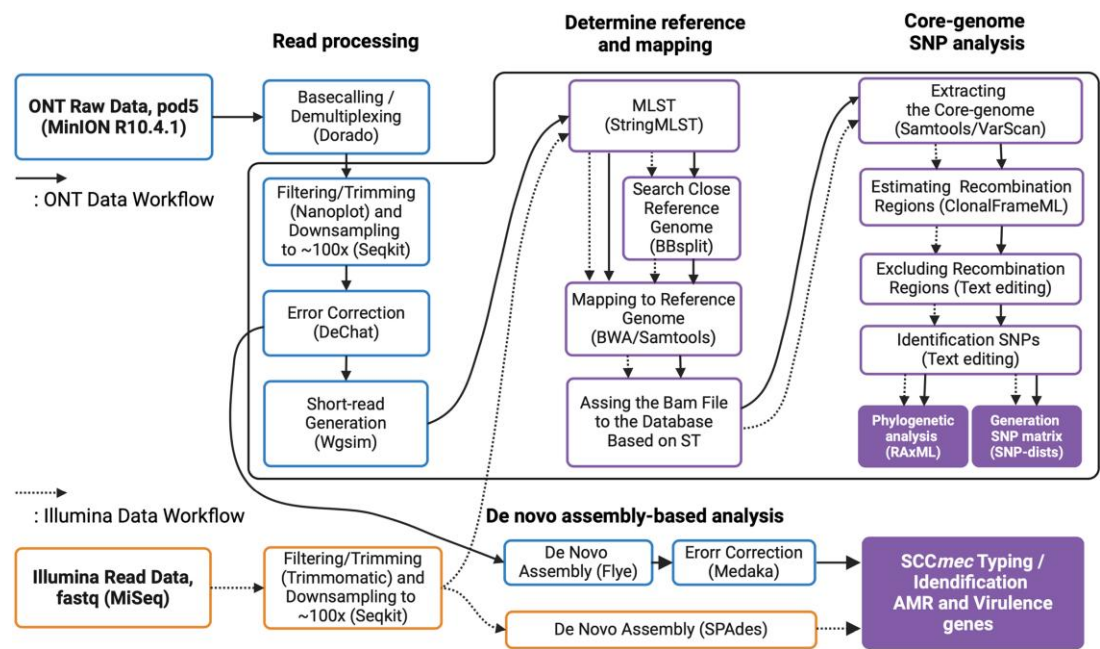 Read processing
Determine reference
and mapping
Core-genome
SNP analysis
ONT Raw Data, pod5
(MinION R10.4.1)
: ONT Data Workflow
Basecalling /
Demultiplexing
(Dorado)
Filtering/Trimming
(Nanoplot) and
Downsampling
to ~100x (Seqkit)
Error Correction
(DeChat)
Short-read
Generation
(Wgsim)
MLST
(StringMLST)
Search Close
Reference
Genome
(BBsplit)
Mapping to Reference
Genome
(BWA/Samtools)
Assing the Bam File
to the Database
Based on ST
Extracting
the Core-genome
(Samtools/VarScan)
Estimating Recombination
Regions (ClonalFrameML)
Excluding Recombination
Regions (Text editing)
Identification SNPs
(Text editing)
Phylogenetic
analysis
(RAxML)
Generation
SNP matrix
(SNP-dists)
: Illumina Data Workflow
De novo assembly-based analysis
Illumina Read Data,
fastq (MiSeq)
Filtering/Trimming
(Trimmomatic) and
Downsampling to
~100x (Seqkit)
De Novo
Assembly (Flye)
Erorr Correction
(Medaka)
De Novo Assembly (SPAdes)
SCCmec Typing /
Idendification
AMR and Virulence
genes